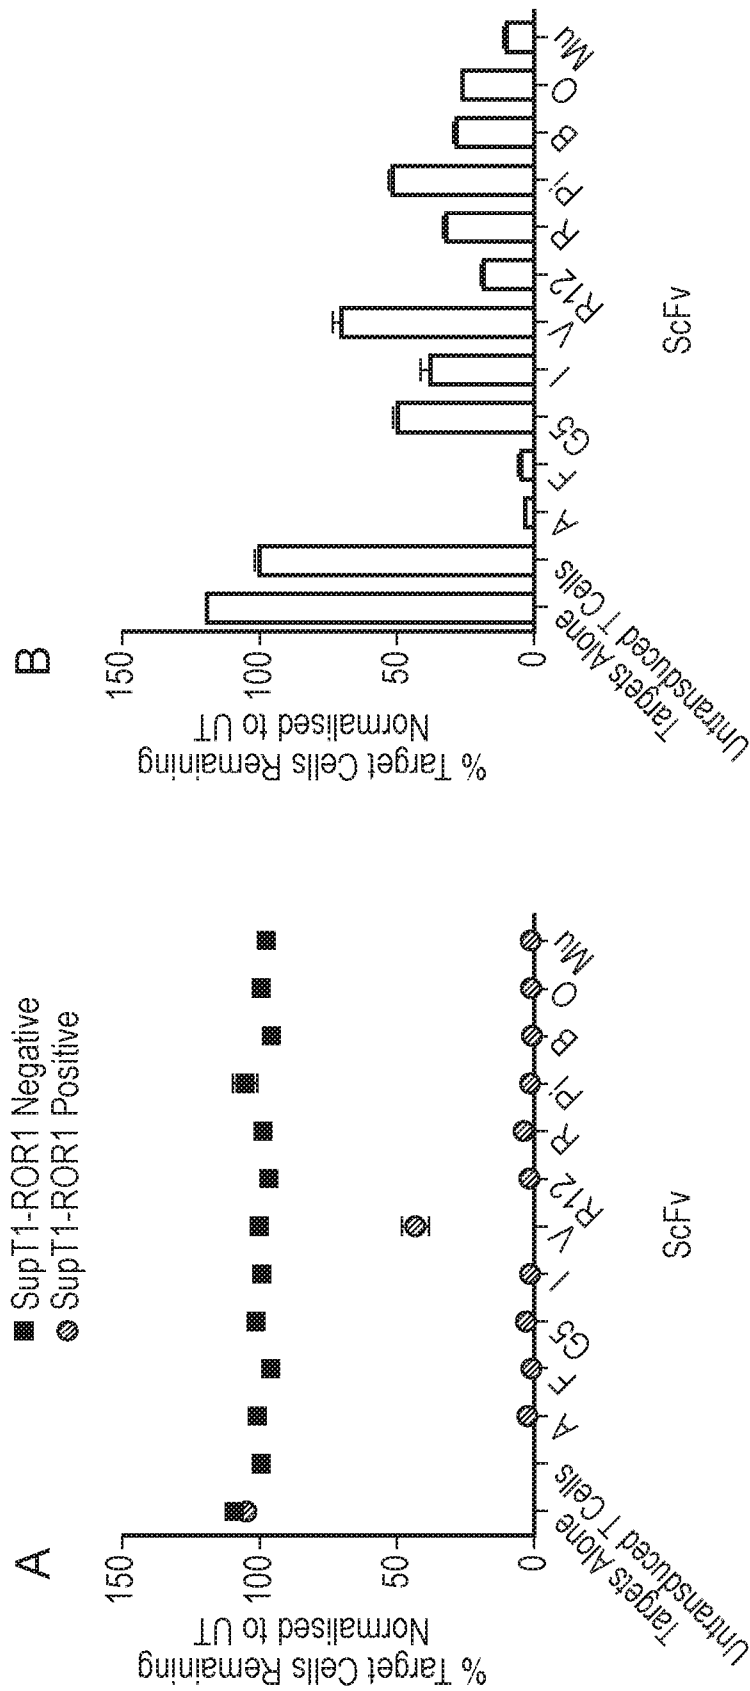 A
SupT1-ROR1 Negative
SupT1-ROR1 Positive
% Target Cells Remaining
Normalised to UT
150
100
50
0
Targets Alone
Untransduced T Cells
A
F
G5
I
V
R12
R
Pi
B
O
Mu
ScFv
B
% Target Cells Remaining
Normalised to UT
150
100
50
0
Targets Alone
Untransduced T Cells
A
F
G5
I
V
R12
R
Pi
B
O
Mu
ScFv